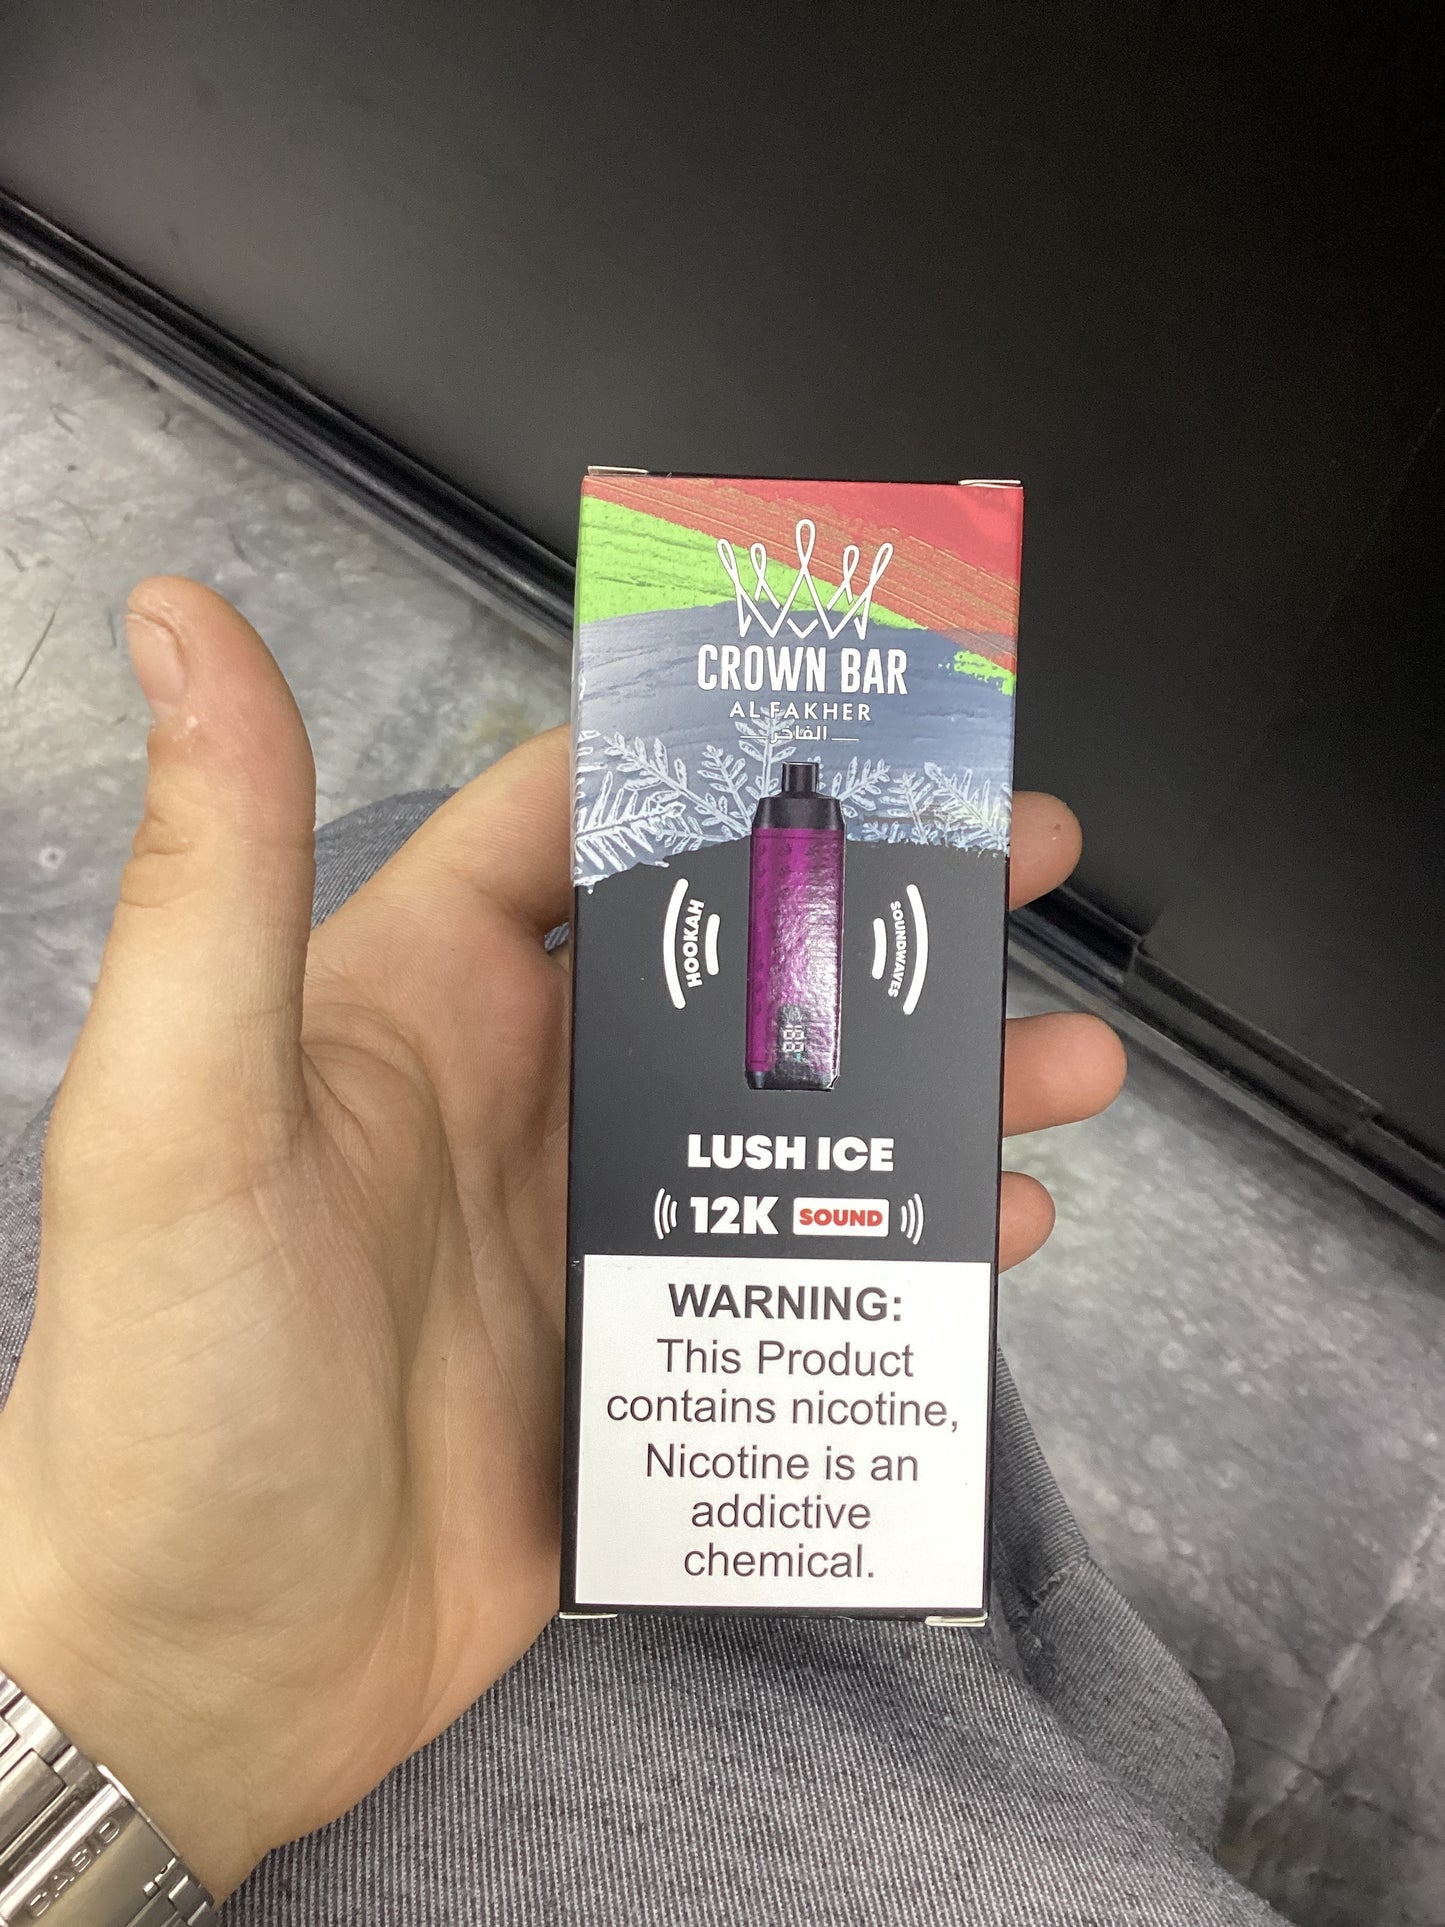 CROWN BAR
AL FAKHER
الفاخر
HOOKAH
SOUNDWAVES
LUSH ICE
12K SOUND
WARNING:
This Product
contains nicotine,
Nicotine is an
addictive
chemical.
CASIO